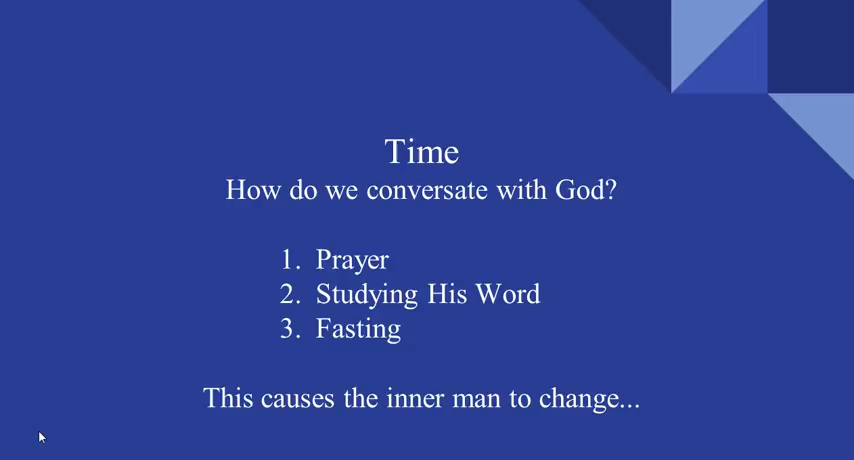 Time
How do we conversate with God?
1. Prayer
2. Studying His Word
3. Fasting
This causes the inner man to change...